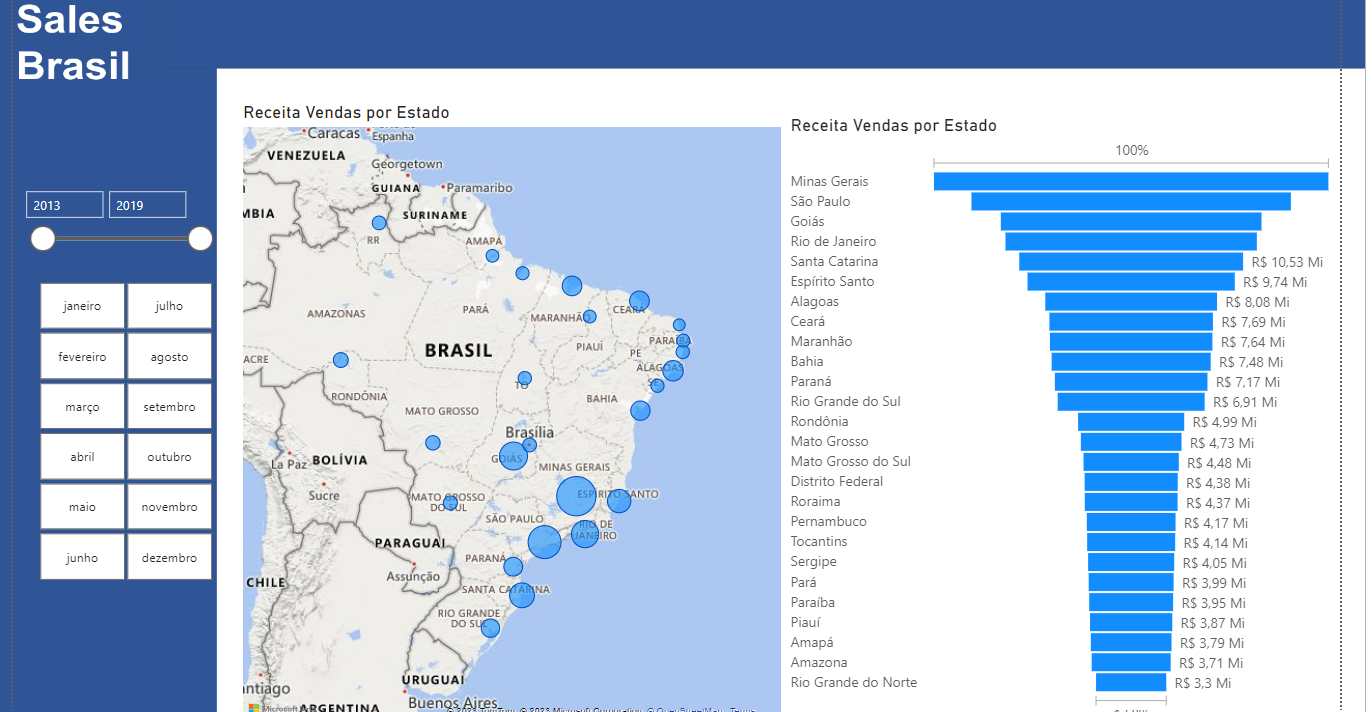 Sales
Brasil
2013
2019
janeiro
julho
fevereiro
agosto
março
setembro
abril
outubro
maio
novembro
junho
dezembro
Receita Vendas por Estado
Caracas
Espanha
VENEZUELA
Georgetown
GUIANA
Paramaribo
MBIA
SURINAME
RR
AMAPÁ
AMAZONAS
PARÁ
MARANHÃO
CEARÁ
BRASIL
PIAUÍ
PARAÍBA
PE
ACRE
ALAGOAS
TO
SE
RONDÔNIA
BAHIA
MATO GROSSO
Brasília
La Paz
BOLÍVIA
GOIÁS
MINAS GERAIS
Sucre
MATO GROSSO
DO SUL
ESPÍRITO SANTO
SÃO PAULO
RIO DE
JANEIRO
PARAGUAI
PARANÁ
Assunção
CHILE
SANTA CATARINA
RIO GRANDE
DO SUL
URUGUAI
ntiago
Buenos Aires
ARGENTINA
© 2023 TomTom, © 2023 Microsoft Corporation, © OpenStreetMap Terms
Receita Vendas por Estado
100%
Minas Gerais
São Paulo
Goiás
Rio de Janeiro
Santa Catarina R$ 10,53 Mi
Espírito Santo R$ 9,74 Mi
Alagoas R$ 8,08 Mi
Ceará R$ 7,69 Mi
Maranhão R$ 7,64 Mi
Bahia R$ 7,48 Mi
Paraná R$ 7,17 Mi
Rio Grande do Sul R$ 6,91 Mi
Rondônia R$ 4,99 Mi
Mato Grosso R$ 4,73 Mi
Mato Grosso do Sul R$ 4,48 Mi
Distrito Federal R$ 4,38 Mi
Roraima R$ 4,37 Mi
Pernambuco R$ 4,17 Mi
Tocantins R$ 4,14 Mi
Sergipe R$ 4,05 Mi
Pará R$ 3,99 Mi
Paraíba R$ 3,95 Mi
Piauí R$ 3,87 Mi
Amapá R$ 3,79 Mi
Amazona R$ 3,71 Mi
Rio Grande do Norte R$ 3,3 Mi